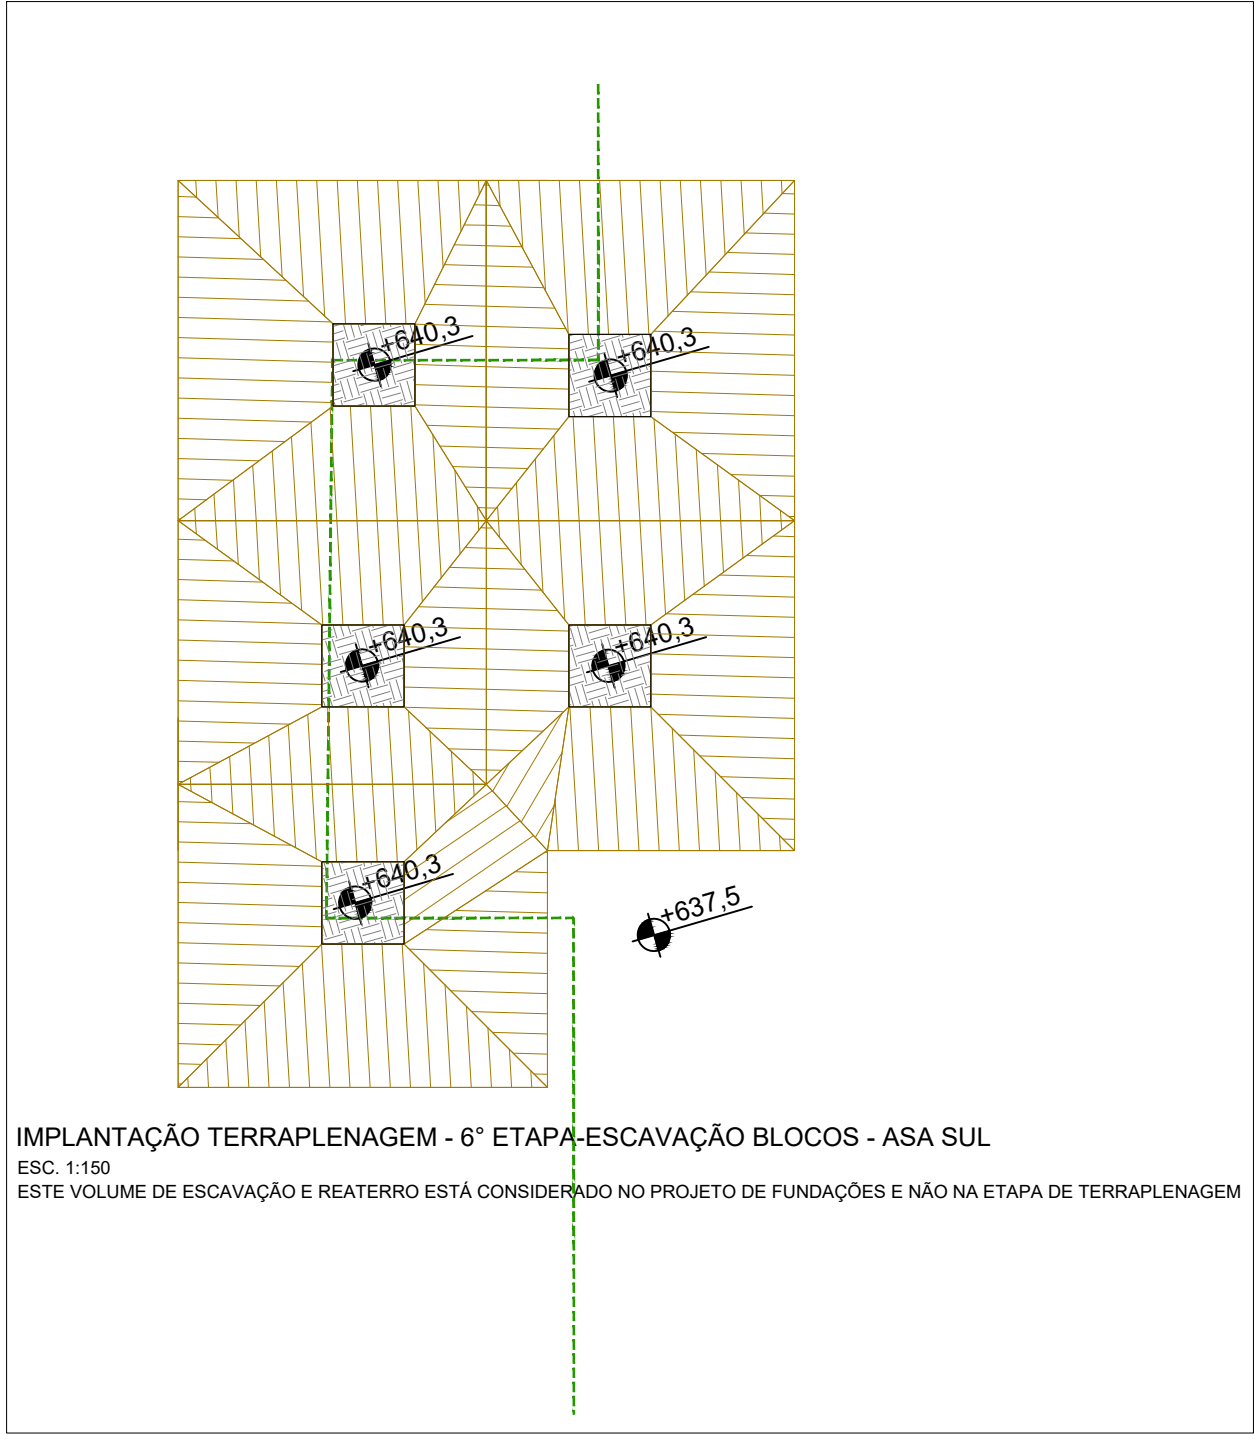 +640,3
+640,3
+640,3
+640,3
+640,3
+637,5
IMPLANTAÇÃO TERRAPLENAGEM - 6° ETAPA-ESCAVAÇÃO BLOCOS - ASA SUL
ESC. 1:150
ESTE VOLUME DE ESCAVAÇÃO E REATERRO ESTÁ CONSIDERADO NO PROJETO DE FUNDAÇÕES E NÃO NA ETAPA DE TERRAPLENAGEM